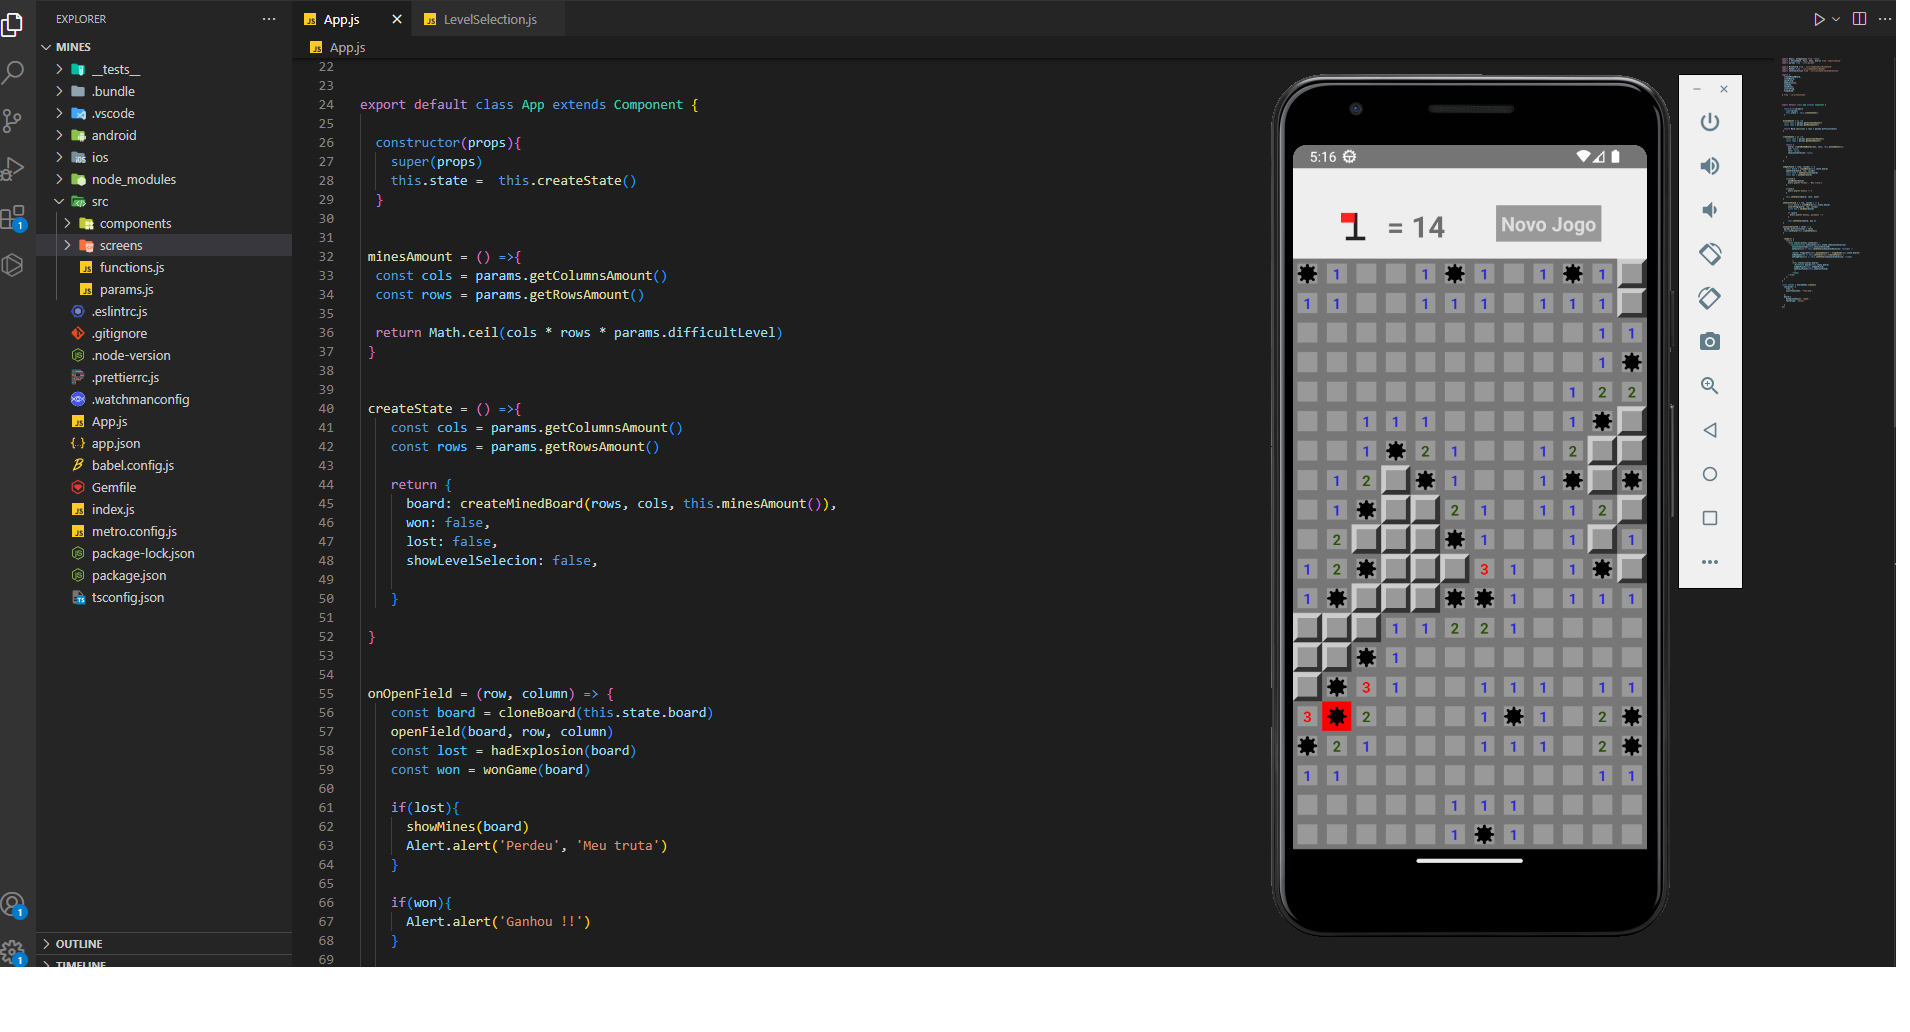 EXPLORER
MINES
__tests__
.bundle
.vscode
android
ios
node_modules
src
components
screens
functions.js
params.js
.eslintrc.js
.gitignore
.node-version
.prettierrc.js
.watchmanconfig
App.js
app.json
babel.config.js
Gemfile
index.js
metro.config.js
package-lock.json
package.json
tsconfig.json
OUTLINE
TIMELINE
1
1
1
App.js
LevelSelection.js
App.js
22
23
24 export default class App extends Component {
25
26 constructor(props){
27 super(props)
28 this.state =  this.createState()
29 }
30
31
32 minesAmount = () =>{
33 const cols = params.getColumnsAmount()
34 const rows = params.getRowsAmount()
35
36 return Math.ceil(cols * rows * params.difficultLevel)
37 }
38
39
40 createState = () =>{
41 const cols = params.getColumnsAmount()
42 const rows = params.getRowsAmount()
43
44 return {
45 board: createMinedBoard(rows, cols, this.minesAmount()),
46 won: false,
47 lost: false,
48 showLevelSelecion: false,
49
50 }
51
52 }
53
54
55 onOpenField = (row, column) => {
56 const board = cloneBoard(this.state.board)
57 openField(board, row, column)
58 const lost = hadExplosion(board)
59 const won = wonGame(board)
60
61 if(lost){
62 showMines(board)
63 Alert.alert('Perdeu', 'Meu truta')
64 }
65
66 if(won){
67 Alert.alert('Ganhou !!')
68 }
69
5:16
= 14
Novo Jogo
1 1 1 1 1
1 1 1 1 1 1 1 1
1 1
1
1 2 2
1 1 1 1
1 2 1 1 2
1 2 1 1
1 2 1 1 1 2
2 1 1 1
1 2 3 1 1
1 1 1 1 1
1 1 2 2 1
1
3 1 1 1 1 1 1
3 2 1 1 2
2 1 1 1 1 2
1 1 1 1
1 1 1
1 1